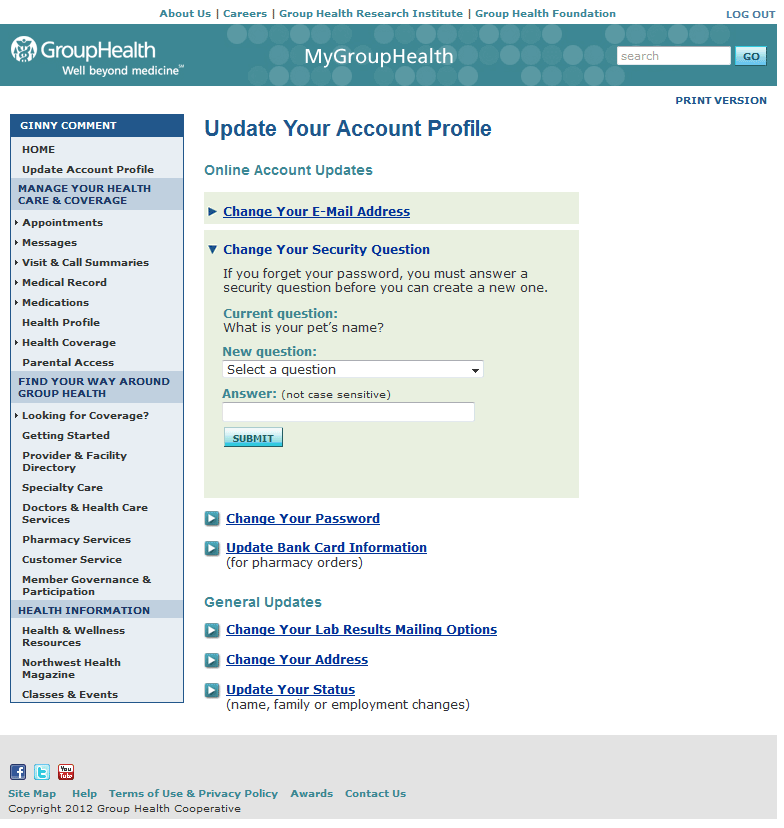 About Us | Careers | Group Health Research Institute | Group Health Foundation
LOG OUT
GroupHealth
Well beyond medicine℠
MyGroupHealth
search
GO
PRINT VERSION
GINNY COMMENT
HOME
Update Account Profile
MANAGE YOUR HEALTH
CARE & COVERAGE
Appointments
Messages
Visit & Call Summaries
Medical Record
Medications
Health Profile
Health Coverage
Parental Access
FIND YOUR WAY AROUND
GROUP HEALTH
Looking for Coverage?
Getting Started
Provider & Facility
Directory
Specialty Care
Doctors & Health Care
Services
Pharmacy Services
Customer Service
Member Governance &
Participation
HEALTH INFORMATION
Health & Wellness
Resources
Northwest Health
Magazine
Classes & Events
Update Your Account Profile
Online Account Updates
Change Your E-Mail Address
Change Your Security Question
If you forget your password, you must answer a
security question before you can create a new one.
Current question:
What is your pet's name?
New question:
Select a question
Answer: (not case sensitive)
SUBMIT
Change Your Password
Update Bank Card Information
(for pharmacy orders)
General Updates
Change Your Lab Results Mailing Options
Change Your Address
Update Your Status
(name, family or employment changes)
You Tube
Site Map Help Terms of Use & Privacy Policy Awards Contact Us
Copyright 2012 Group Health Cooperative